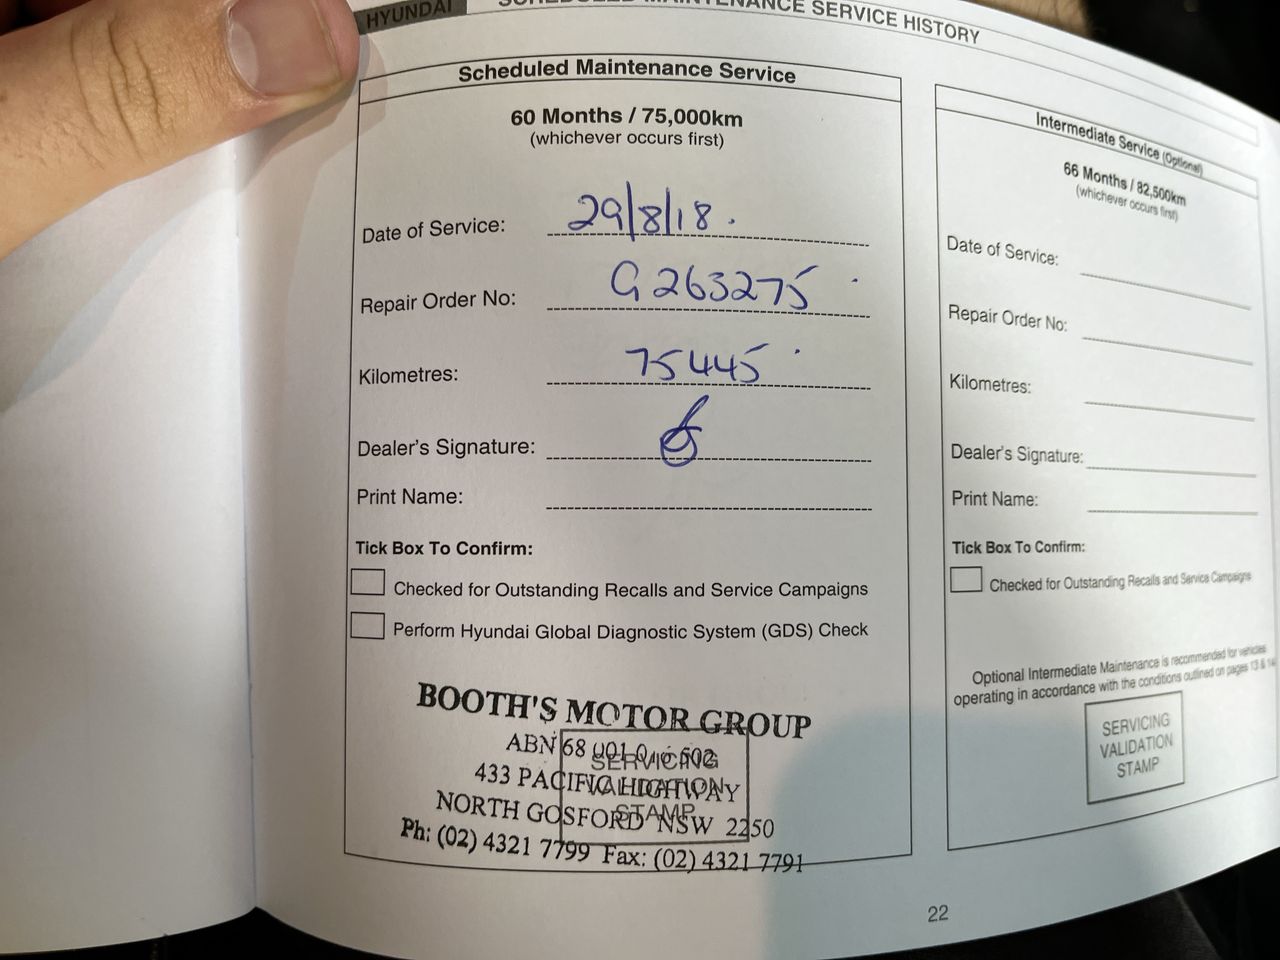 HYUNDAI
SCHEDULED MAINTENANCE SERVICE HISTORY
Scheduled Maintenance Service
60 Months / 75,000km
(whichever occurs first)
Date of Service: 29/8/18.
Repair Order No: G263275
Kilometres: 75445
Dealer's Signature:
Print Name:
Tick Box To Confirm:
Checked for Outstanding Recalls and Service Campaigns
Perform Hyundai Global Diagnostic System (GDS) Check
BOOTH'S MOTOR GROUP
ABN 68 001 602
433 PACIFIC HIGHWAY
NORTH GOSFORD NSW 2250
Ph: (02) 4321 7799 Fax: (02) 4321 7791
SERVICING
VALIDATION
STAMP
Intermediate Service (Optional)
66 Months / 82,500km
(whichever occurs first)
Date of Service:
Repair Order No:
Kilometres:
Dealer's Signature:
Print Name:
Tick Box To Confirm:
Checked for Outstanding Recalls and Service Campaigns
Optional Intermediate Maintenance is recommended for vehicles
operating in accordance with the conditions outlined on pages 13 & 14
SERVICING
VALIDATION
STAMP
22